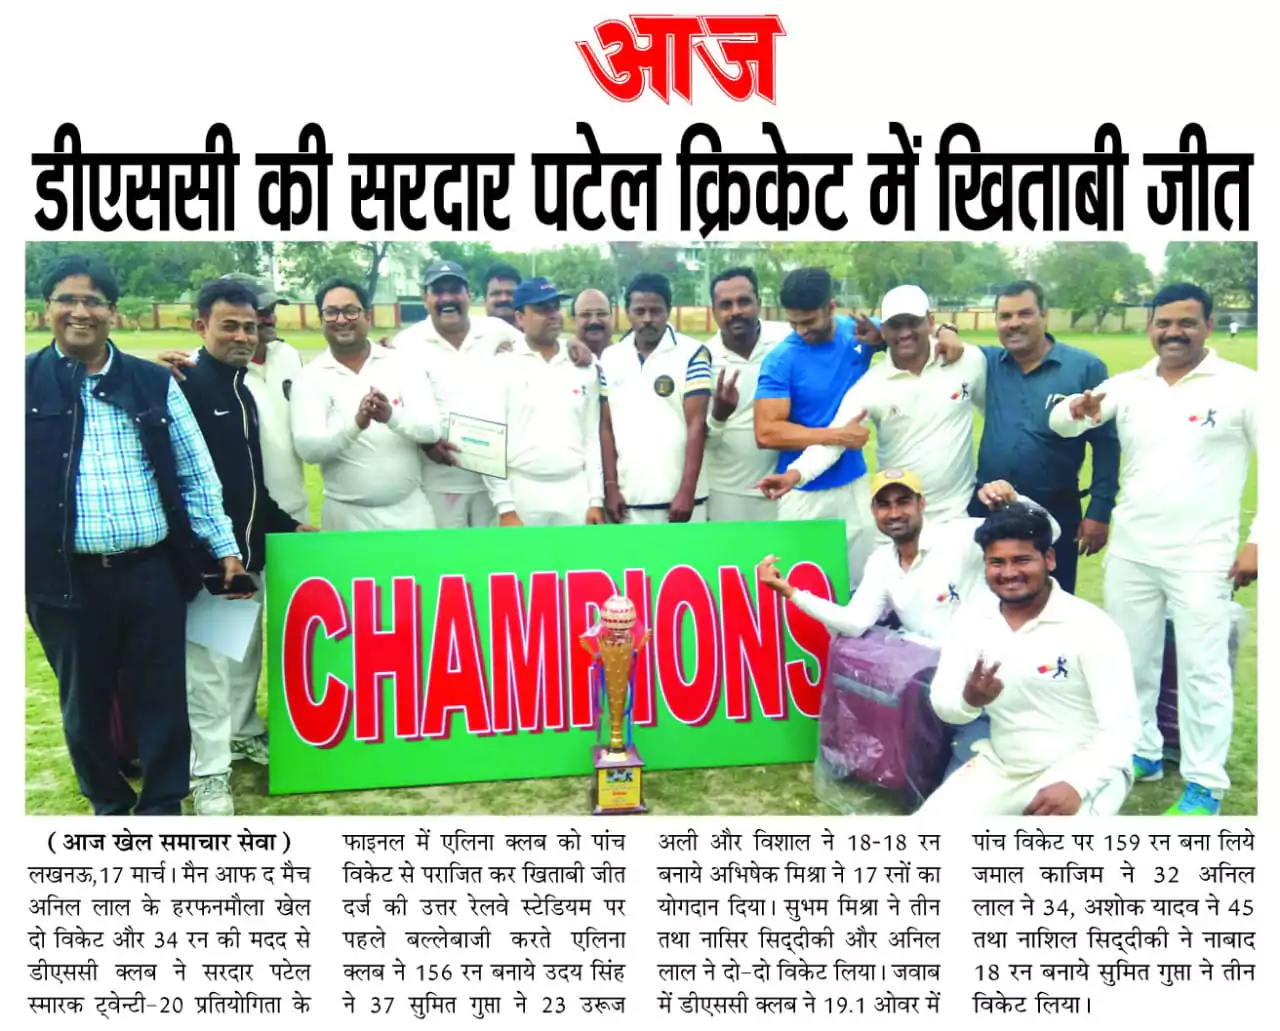 आज
डीएससी की सरदार पटेल क्रिकेट में खिताबी जीत
CHAMPIONS
( आज खेल समाचार सेवा )
लखनऊ,17 मार्च। मैन आफ द मैच
अनिल लाल के हरफनमौला खेल
दो विकेट और 34 रन की मदद से
डीएससी क्लब ने सरदार पटेल
स्मारक ट्वेन्टी-20 प्रतियोगिता के
फाइनल में एलिना क्लब को पांच
विकेट से पराजित कर खिताबी जीत
दर्ज की उत्तर रेलवे स्टेडियम पर
पहले बल्लेबाजी करते एलिना
क्लब ने 156 रन बनाये उदय सिंह
ने 37 सुमित गुप्ता ने 23 उरूज
अली और विशाल ने 18-18 रन
बनाये अभिषेक मिश्रा ने 17 रनों का
योगदान दिया। सुभम मिश्रा ने तीन
तथा नासिर सिद्दीकी और अनिल
लाल ने दो-दो विकेट लिया। जवाब
में डीएससी क्लब ने 19.1 ओवर में
पांच विकेट पर 159 रन बना लिये
जमाल काजिम ने 32 अनिल
लाल ने 34, अशोक यादव ने 45
तथा नाशिल सिद्दीकी ने नाबाद
18 रन बनाये सुमित गुप्ता ने तीन
विकेट लिया।